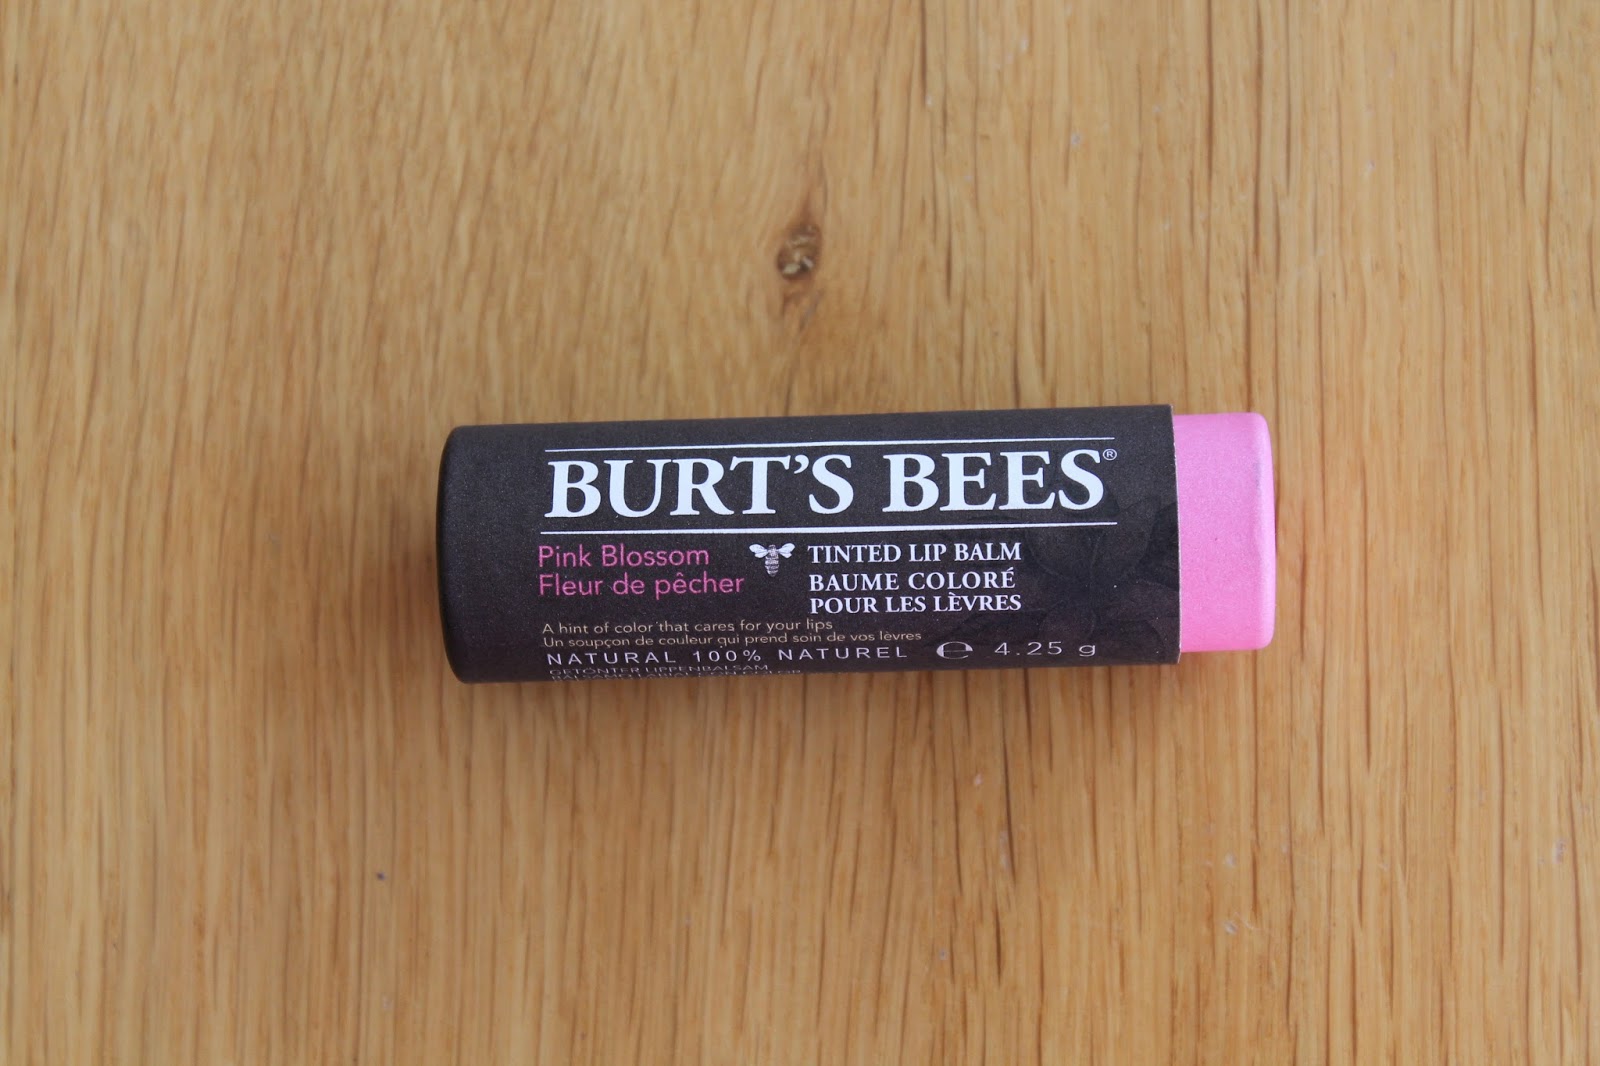 BURT'S BEES®
Pink Blossom
Fleur de pêcher
TINTED LIP BALM
BAUME COLORÉ
POUR LES LÈVRES
A hint of color that cares for your lips
Un soupçon de couleur qui prend soin de vos lèvres
NATURAL 100% NATUREL ℮ 4.25 g
GETÖNTER LIPPENBALSAM